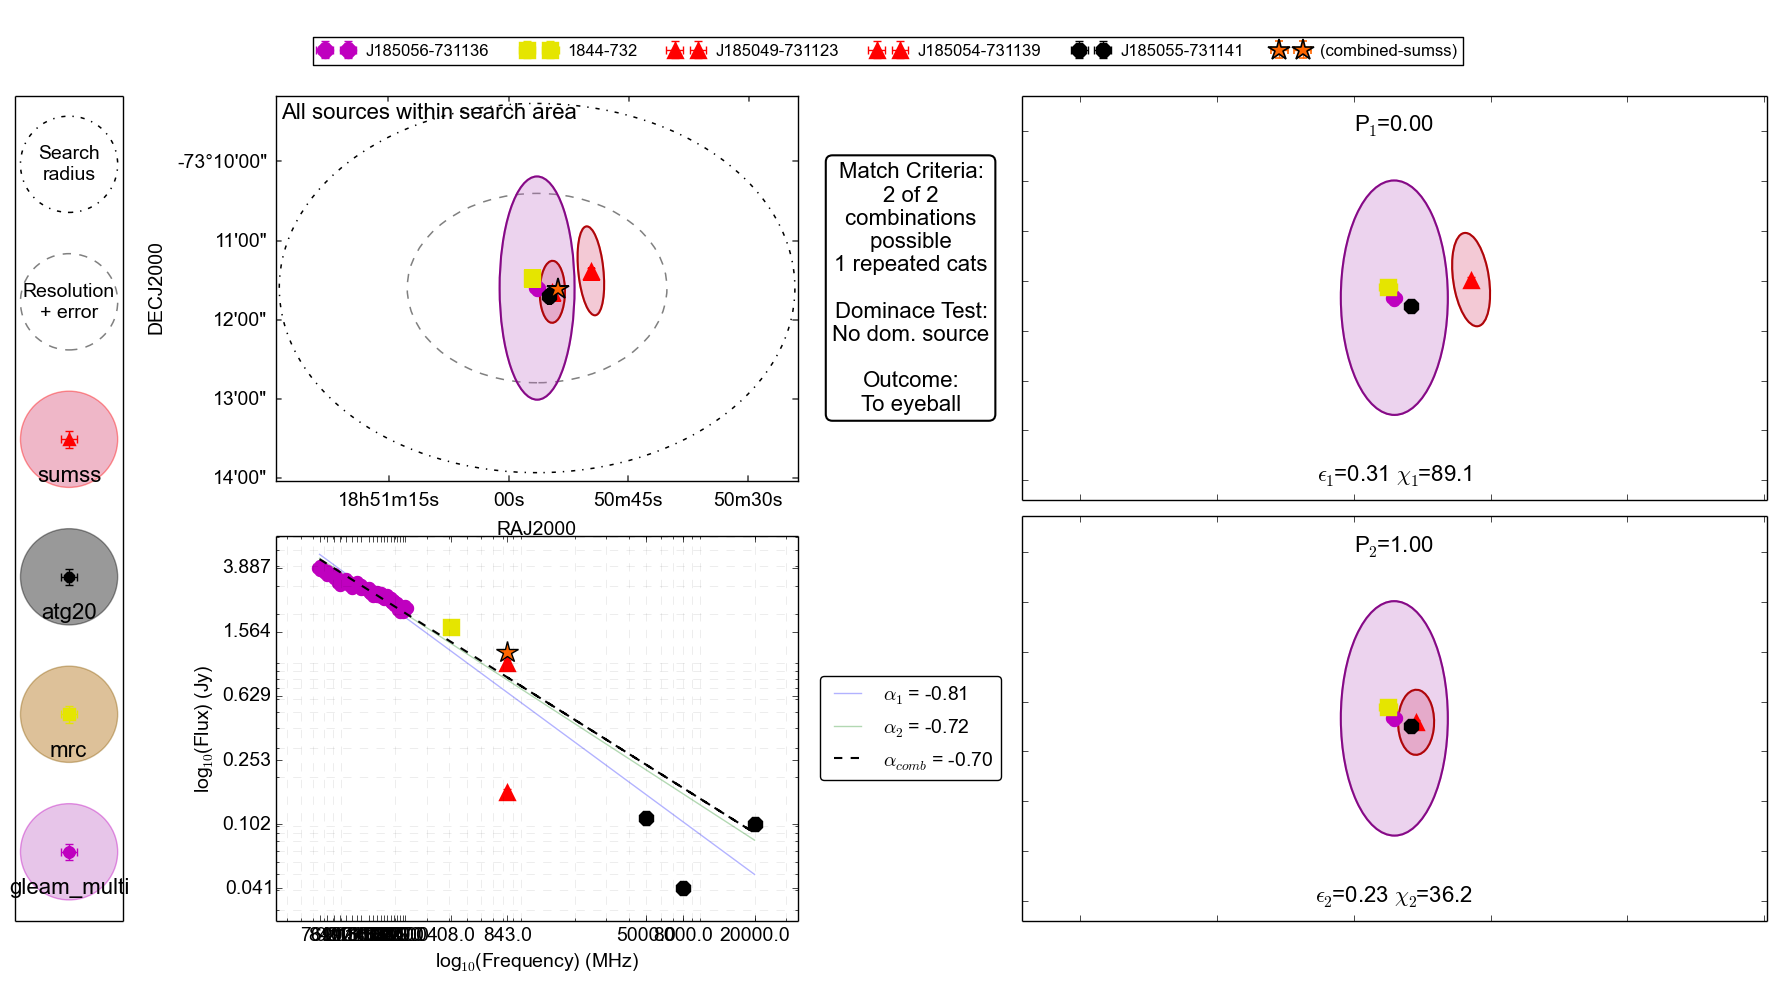 J185056-731136
1844-732
J185049-731123
J185054-731139
J185055-731141
(combined-sumss)
Search
radius
Resolution
+ error
sumss
atg20
mrc
gleam_multi
All sources within search area
DECJ2000
-73°10'00"
11'00"
12'00"
13'00"
14'00"
18h51m15s
00s
50m45s
50m30s
RAJ2000
Match Criteria:
2 of 2
combinations
possible
1 repeated cats
Dominace Test:
No dom. source
Outcome:
To eyeball
P₁=0.00
ϵ₁=0.31 χ₁=89.1
log₁₀(Flux) (Jy)
3.887
1.564
0.629
0.253
0.102
0.041
408.0
843.0
5000.0
8000.0
20000.0
log₁₀(Frequency) (MHz)
α₁ = -0.81
α₂ = -0.72
α_comb = -0.70
P₂=1.00
ϵ₂=0.23 χ₂=36.2